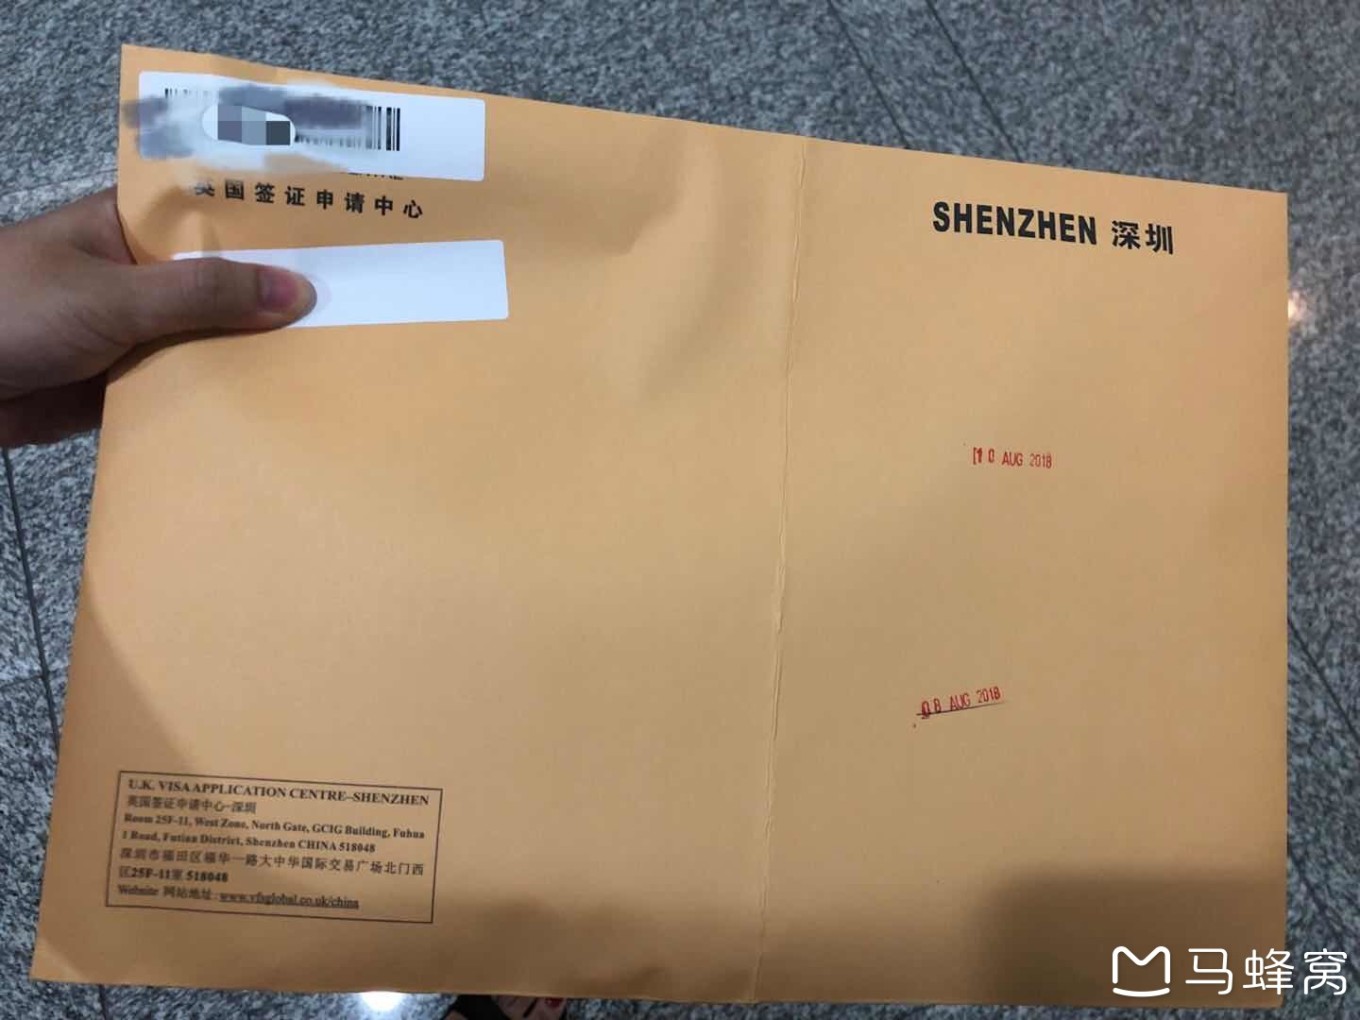 英国签证申请中心
SHENZHEN 深圳
10 AUG 2018
08 AUG 2018
U.K. VISA APPLICATION CENTRE–SHENZHEN
英国签证申请中心–深圳
Room 25F-11, West Zone, North Gate, GCIG Building, Fuhua
1 Road, Futian District, Shenzhen CHINA 518048
深圳市福田区福华一路大中华国际交易广场北门西
区25F-11室 518048
Website 网站地址: www.vfsglobal.co.uk/china
马蜂窝